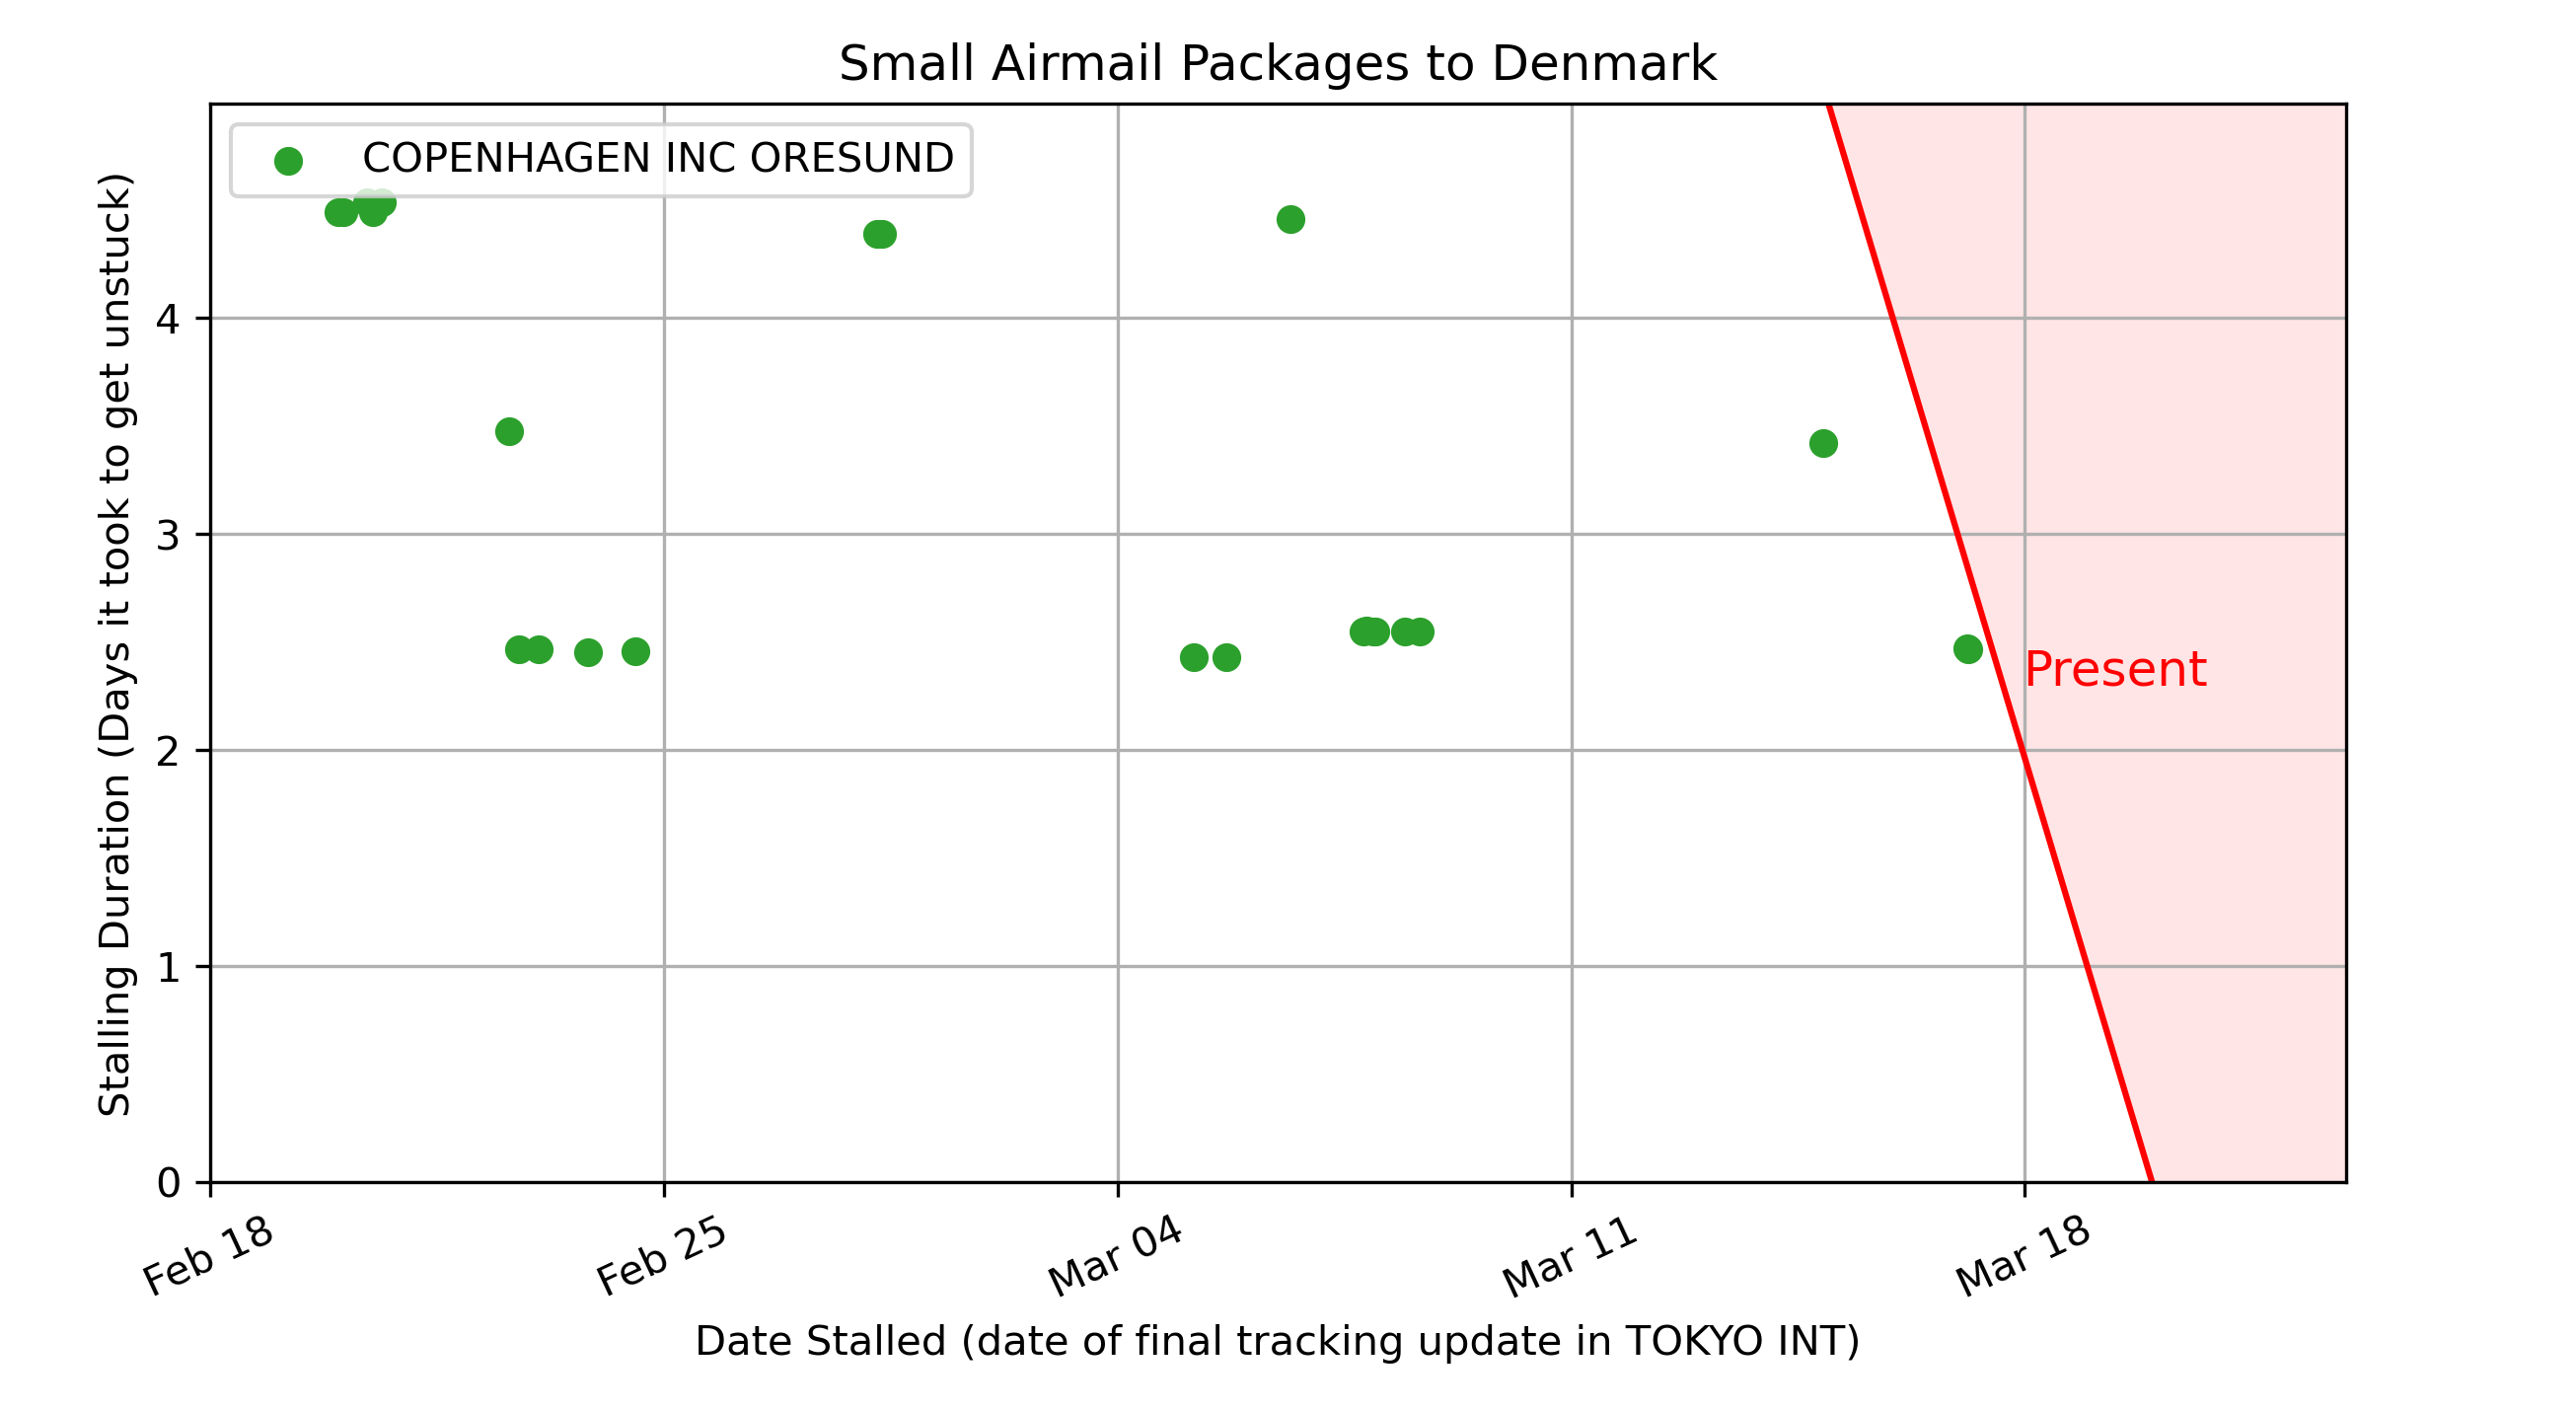 Small Airmail Packages to Denmark
COPENHAGEN INC ORESUND
Stalling Duration (Days it took to get unstuck)
4
3
2
1
0
Present
Feb 18
Feb 25
Mar 04
Mar 11
Mar 18
Date Stalled (date of final tracking update in TOKYO INT)